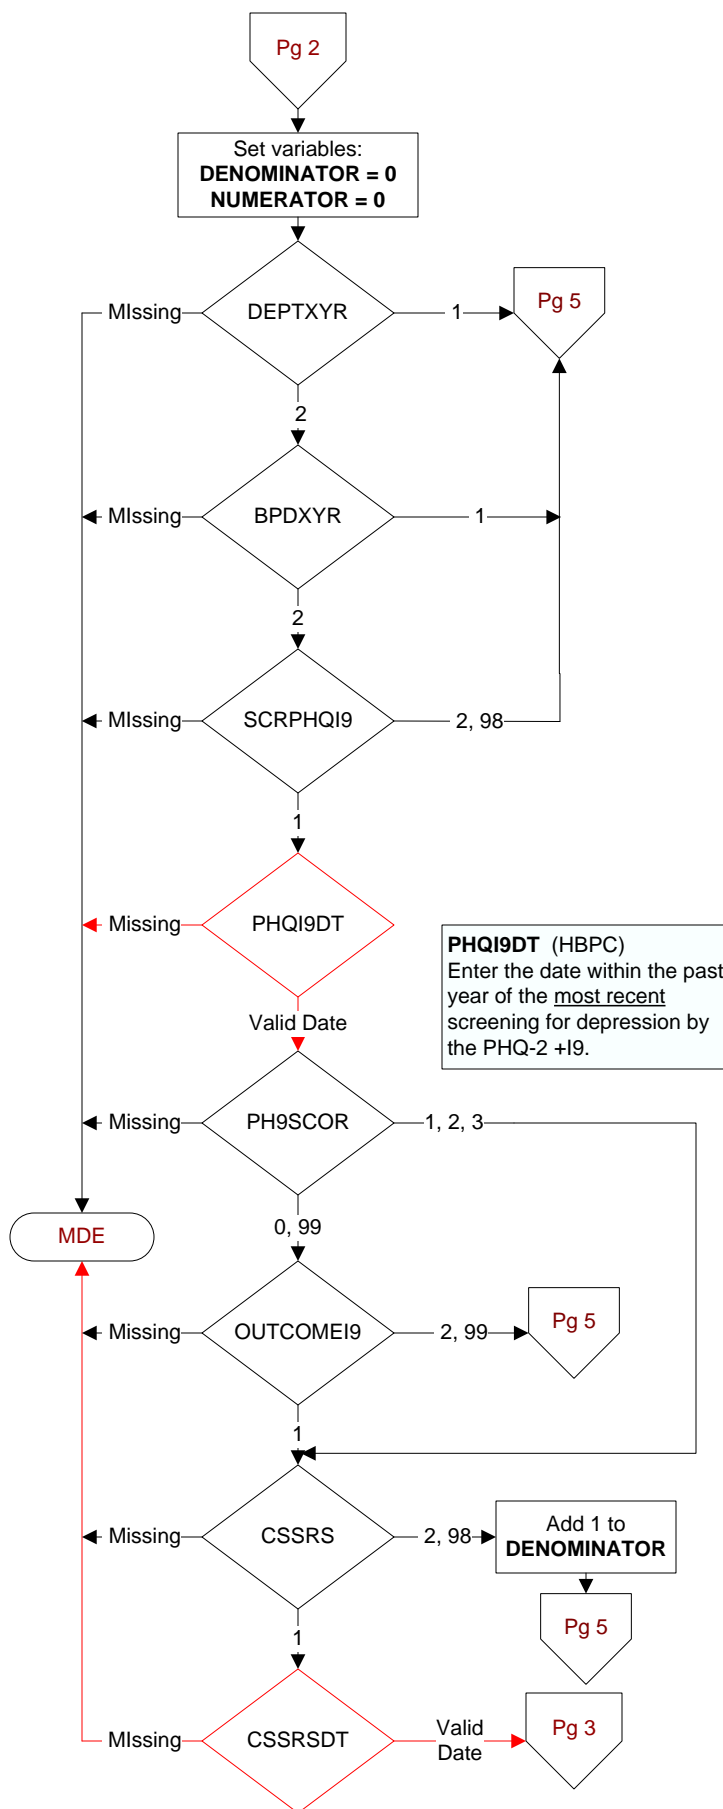 Pg 2
Set variables:
DENOMINATOR = 0
NUMERATOR = 0
MIssing
DEPTXYR
1
Pg 5
2
MIssing
BPDXYR
1
2
MIssing
SCRPHQI9
2, 98
1
Missing
PHQI9DT
PHQI9DT (HBPC)
Enter the date within the past
year of the most recent
screening for depression by
the PHQ-2 +I9.
Valid Date
Missing
PH9SCOR
1, 2, 3
MDE
0, 99
Missing
OUTCOMEI9
2, 99
Pg 5
1
Missing
CSSRS
2, 98
Add 1 to
DENOMINATOR
Pg 5
1
MIssing
CSSRSDT
Valid
Date
Pg 3